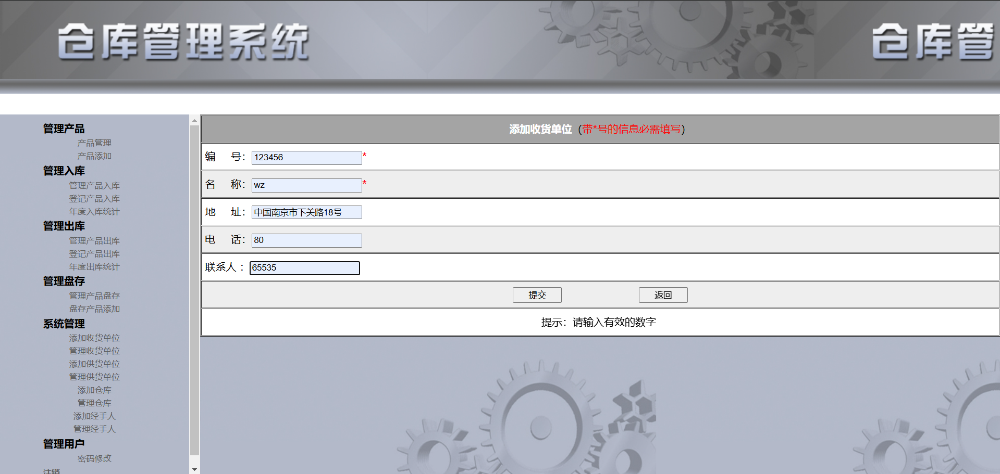 仓库管理系统
仓库管
管理产品
产品管理
产品添加
管理入库
管理产品入库
登记产品入库
年度入库统计
管理出库
管理产品出库
登记产品出库
年度出库统计
管理盘存
管理产品盘存
盘存产品添加
系统管理
添加收货单位
管理收货单位
添加供货单位
管理供货单位
添加仓库
管理仓库
添加经手人
管理经手人
管理用户
密码修改
注销
添加收货单位（带*号的信息必需填写）
编 号：123456*
名 称：wz*
地 址：中国南京市下关路18号
电 话：80
联系人：65535
提交 返回
提示：请输入有效的数字